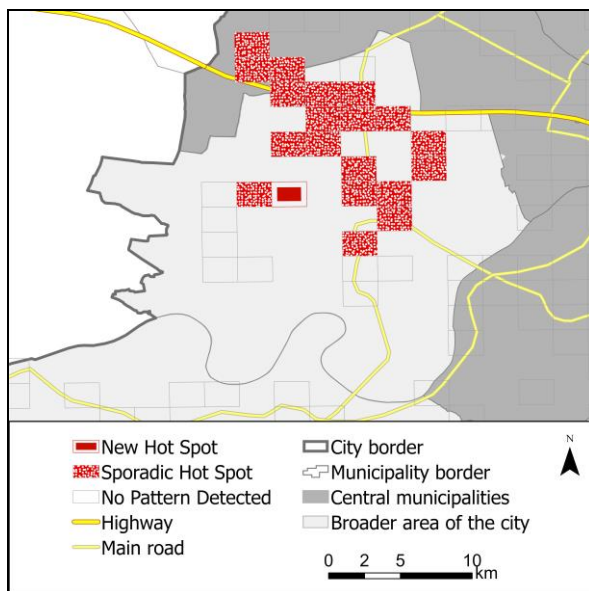 New Hot Spot
Sporadic Hot Spot
No Pattern Detected
Highway
Main road
City border
Municipality border
Central municipalities
Broader area of the city
N
0 2 5 10
km